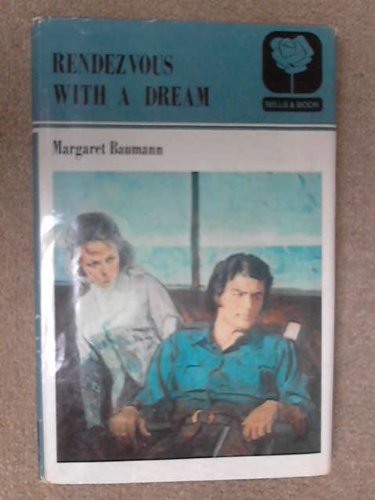 RENDEZVOUS
WITH A DREAM
MILLS & BOON
Margaret Baumann